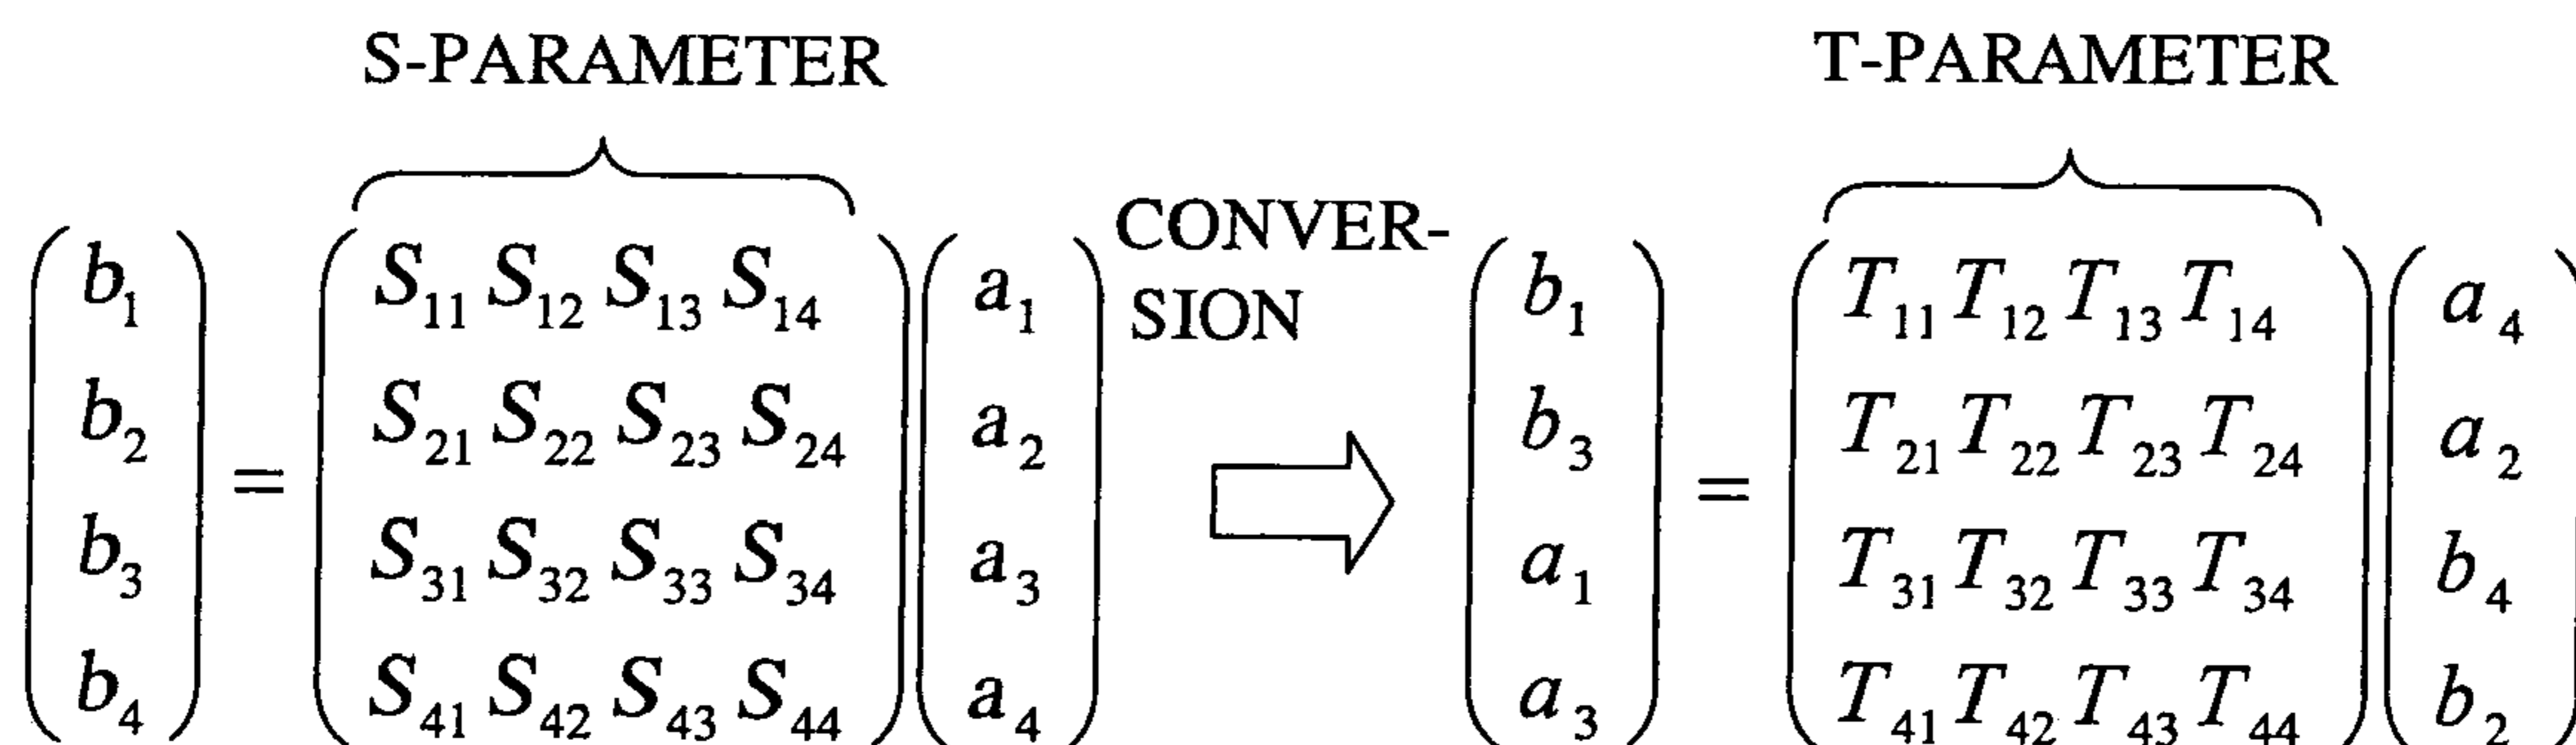 S-PARAMETER T-PARAMETER
CONVER-
SION
b₁ S₁₁ S₁₂ S₁₃ S₁₄ a₁ b₁ T₁₁ T₁₂ T₁₃ T₁₄ a₄
b₂ S₂₁ S₂₂ S₂₃ S₂₄ a₂ b₃ T₂₁ T₂₂ T₂₃ T₂₄ a₂
= =
b₃ S₃₁ S₃₂ S₃₃ S₃₄ a₃ a₁ T₃₁ T₃₂ T₃₃ T₃₄ b₄
b₄ S₄₁ S₄₂ S₄₃ S₄₄ a₄ a₃ T₄₁ T₄₂ T₄₃ T₄₄ b₂